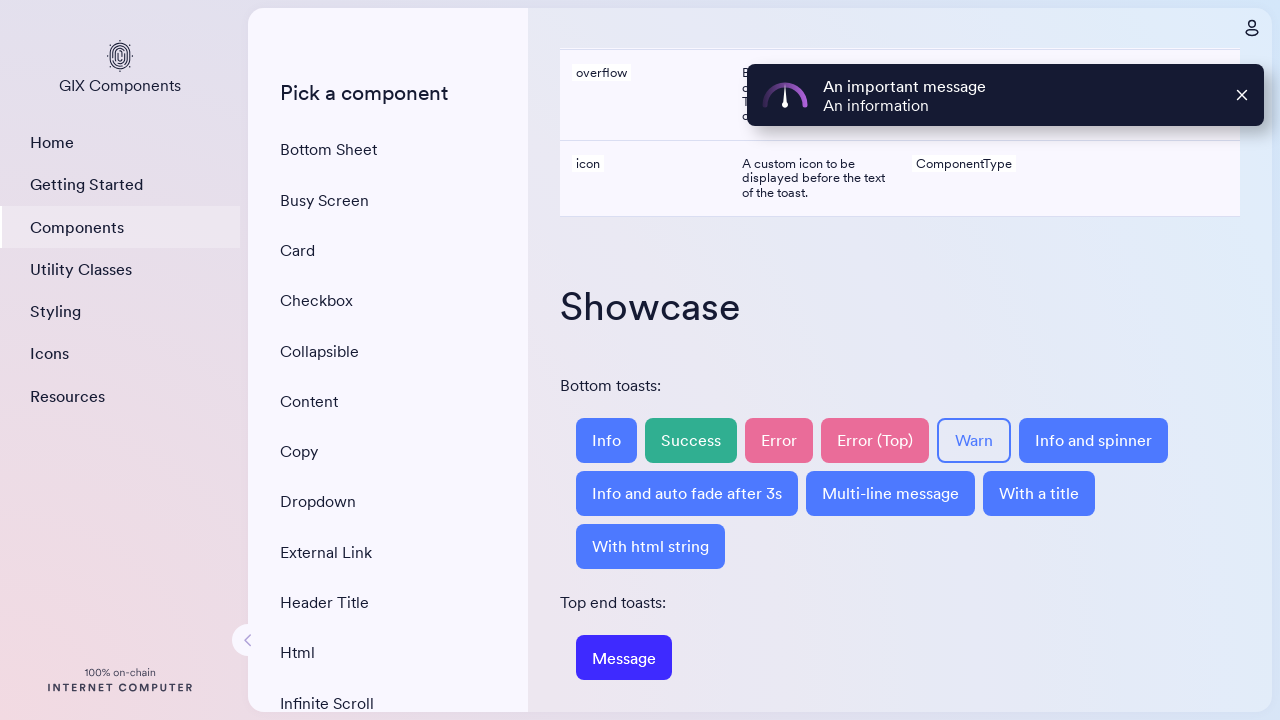 GIX Components
Home
Getting Started
Components
Utility Classes
Styling
Icons
Resources
100% on-chain
INTERNET COMPUTER
Pick a component
Bottom Sheet
Busy Screen
Card
Checkbox
Collapsible
Content
Copy
Dropdown
External Link
Header Title
Html
Infinite Scroll
overflow
An important message
An information
icon
A custom icon to be
displayed before the text
of the toast.
ComponentType
Showcase
Bottom toasts:
Info
Success
Error
Error (Top)
Warn
Info and spinner
Info and auto fade after 3s
Multi-line message
With a title
With html string
Top end toasts:
Message